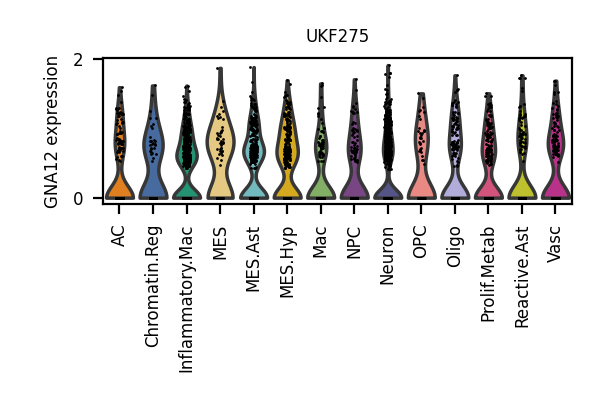 UKF275
GNA12 expression
2
0
AC
Chromatin.Reg
Inflammatory.Mac
MES
MES.Ast
MES.Hyp
Mac
NPC
Neuron
OPC
Oligo
Prolif.Metab
Reactive.Ast
Vasc